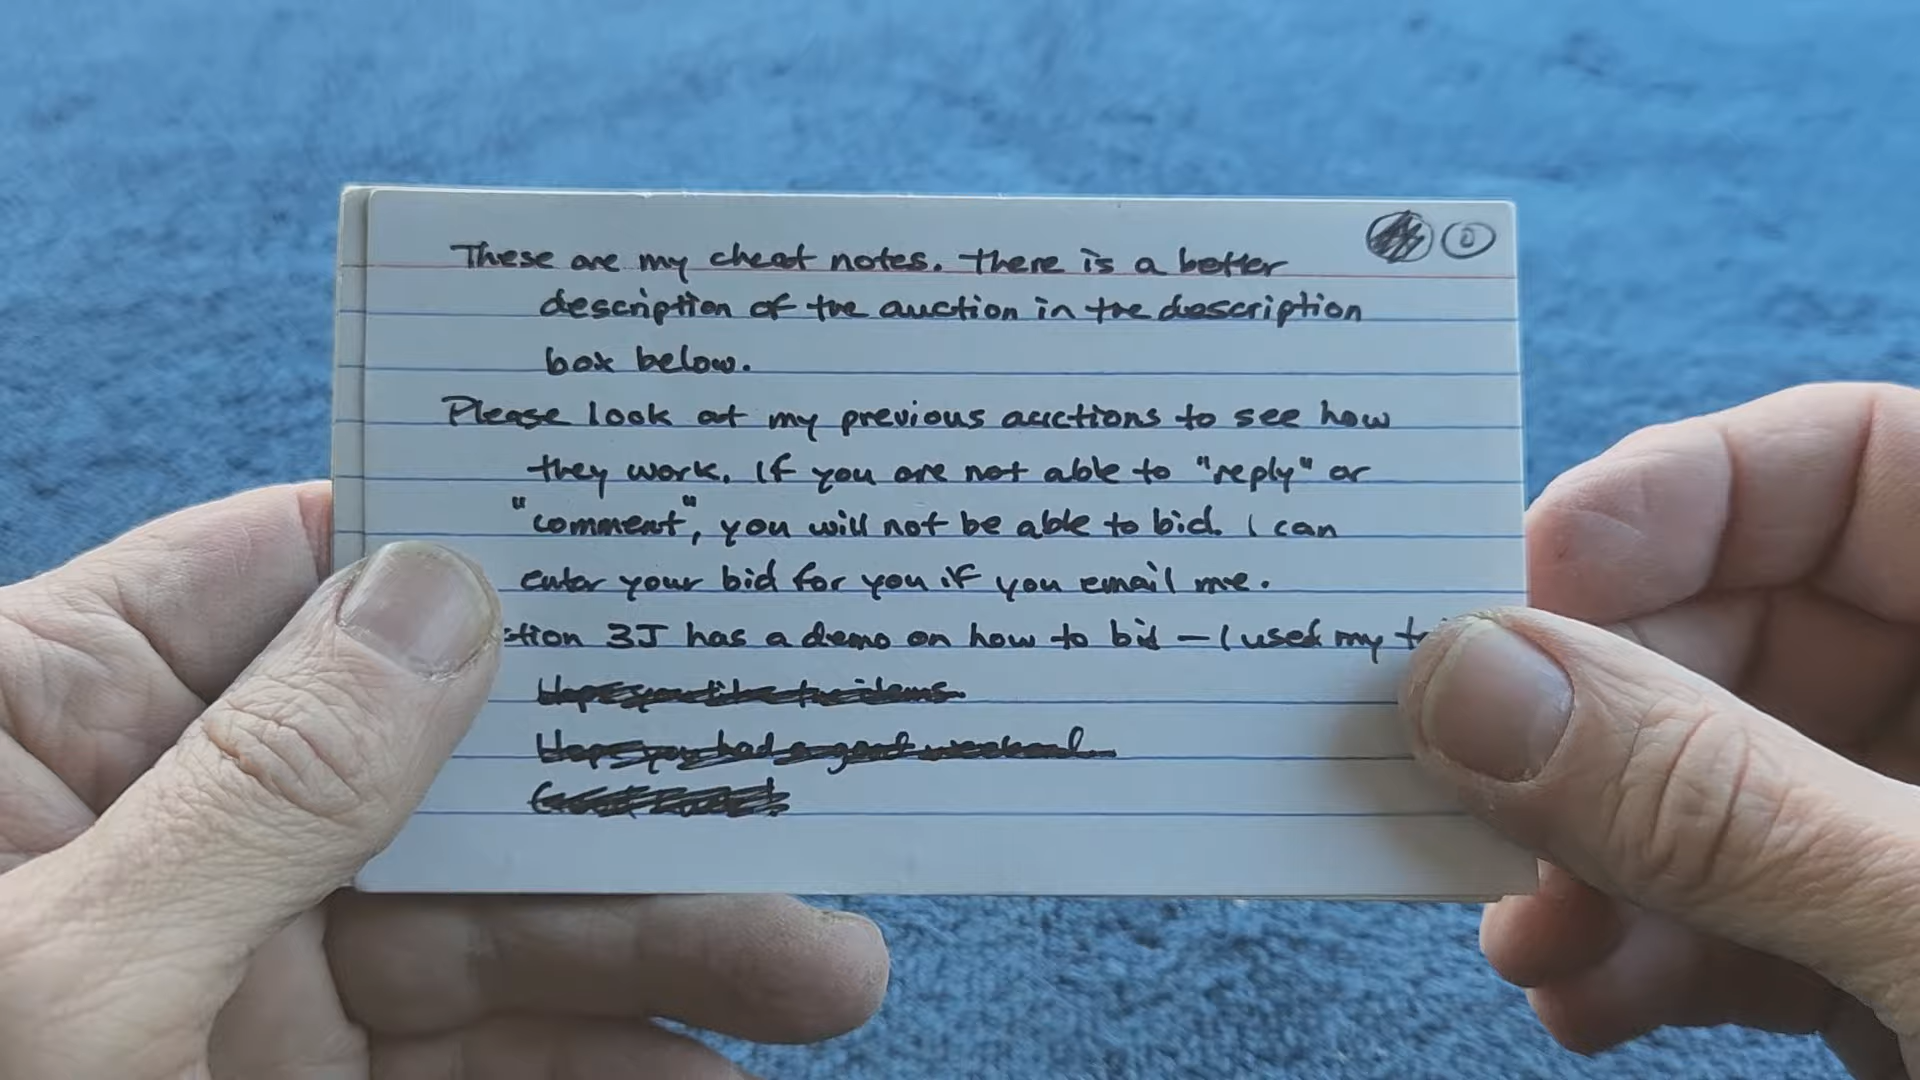 0
These are my cheat notes. There is a better
description of the auction in the description
box below.
Please look at my previous auctions to see how
they work. If you are not able to "reply" or
"comment", you will not be able to bid. I can
enter your bid for you if you email me.
ction 3J has a demo on how to bid — I used my